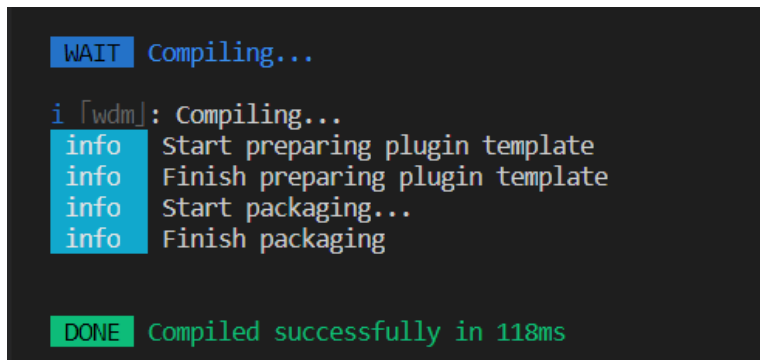 WAIT Compiling...
i ｢wdm｣: Compiling...
info Start preparing plugin template
info Finish preparing plugin template
info Start packaging...
info Finish packaging
DONE Compiled successfully in 118ms